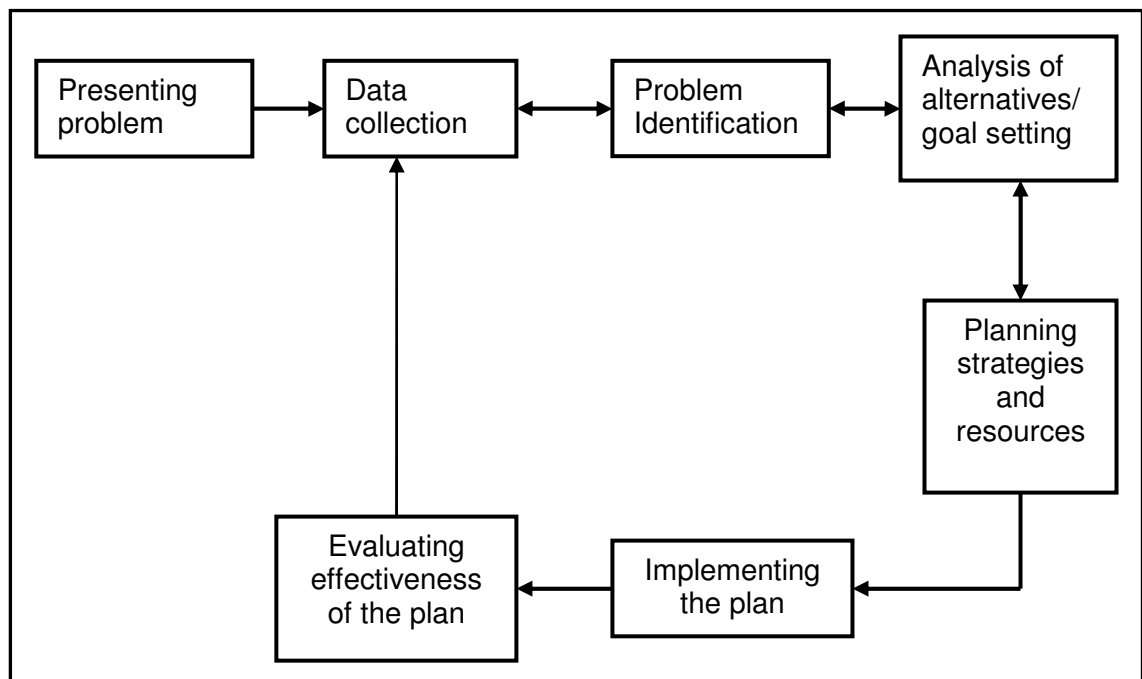 Presenting
problem
Data
collection
Problem
Identification
Analysis of
alternatives/
goal setting
Planning
strategies
and
resources
Implementing
the plan
Evaluating
effectiveness
of the plan